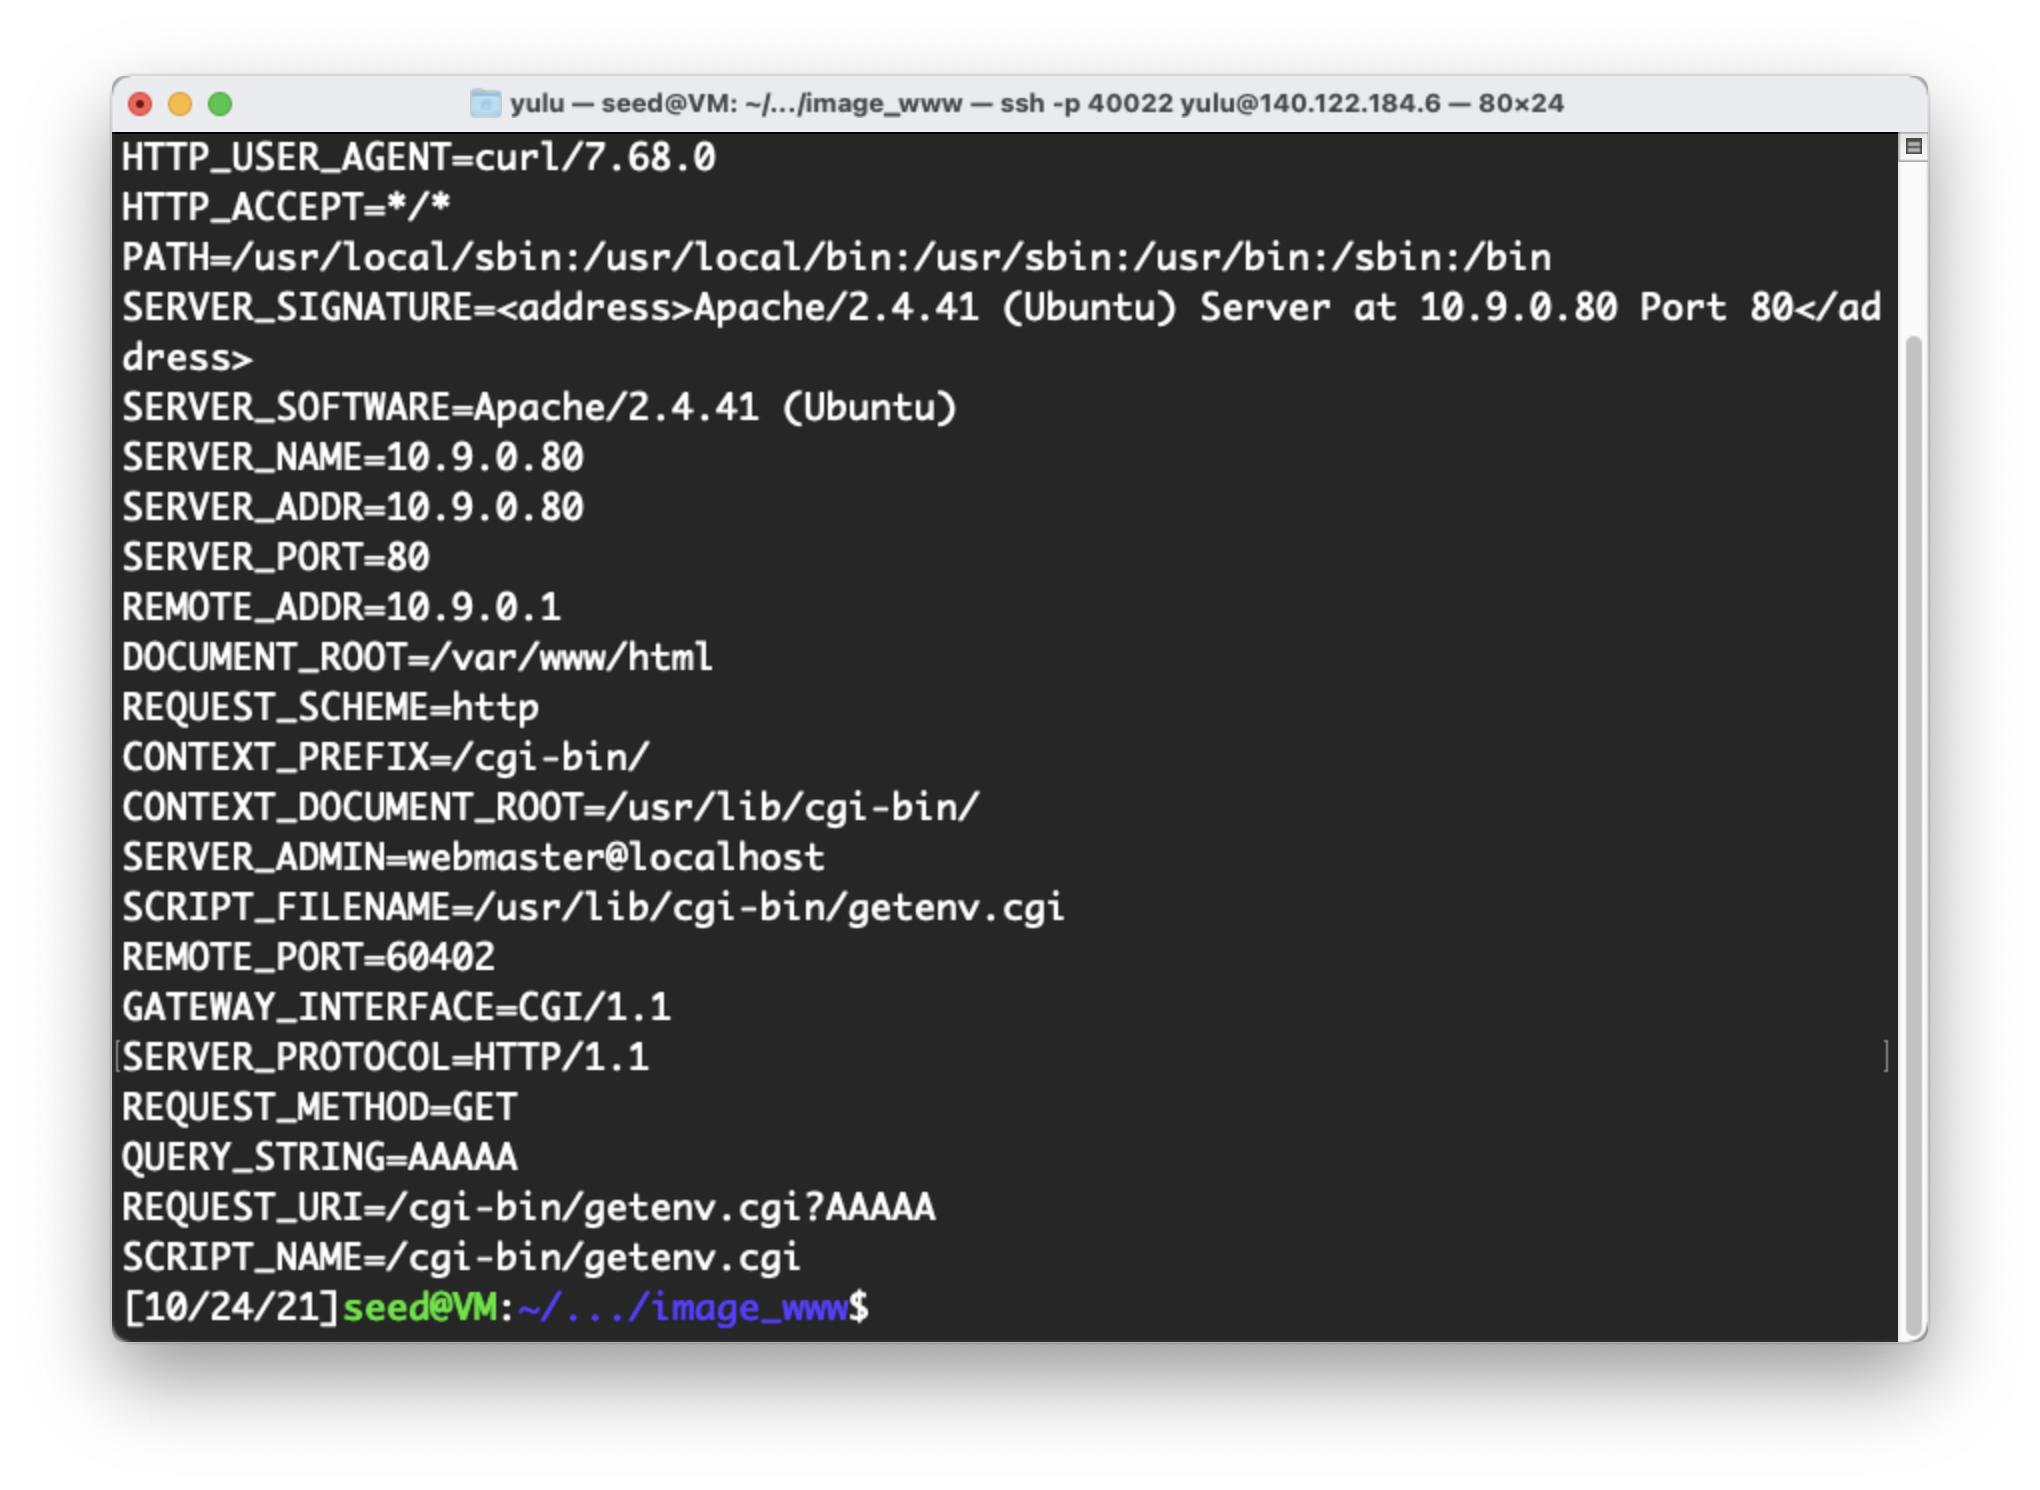 yulu — seed@VM: ~/.../image_www — ssh -p 40022 yulu@140.122.184.6 — 80×24
HTTP_USER_AGENT=curl/7.68.0
HTTP_ACCEPT=*/*
PATH=/usr/local/sbin:/usr/local/bin:/usr/sbin:/usr/bin:/sbin:/bin
SERVER_SIGNATURE=<address>Apache/2.4.41 (Ubuntu) Server at 10.9.0.80 Port 80</ad
dress>
SERVER_SOFTWARE=Apache/2.4.41 (Ubuntu)
SERVER_NAME=10.9.0.80
SERVER_ADDR=10.9.0.80
SERVER_PORT=80
REMOTE_ADDR=10.9.0.1
DOCUMENT_ROOT=/var/www/html
REQUEST_SCHEME=http
CONTEXT_PREFIX=/cgi-bin/
CONTEXT_DOCUMENT_ROOT=/usr/lib/cgi-bin/
SERVER_ADMIN=webmaster@localhost
SCRIPT_FILENAME=/usr/lib/cgi-bin/getenv.cgi
REMOTE_PORT=60402
GATEWAY_INTERFACE=CGI/1.1
[SERVER_PROTOCOL=HTTP/1.1 ]
REQUEST_METHOD=GET
QUERY_STRING=AAAAA
REQUEST_URI=/cgi-bin/getenv.cgi?AAAAA
SCRIPT_NAME=/cgi-bin/getenv.cgi
[10/24/21]seed@VM:~/.../image_www$